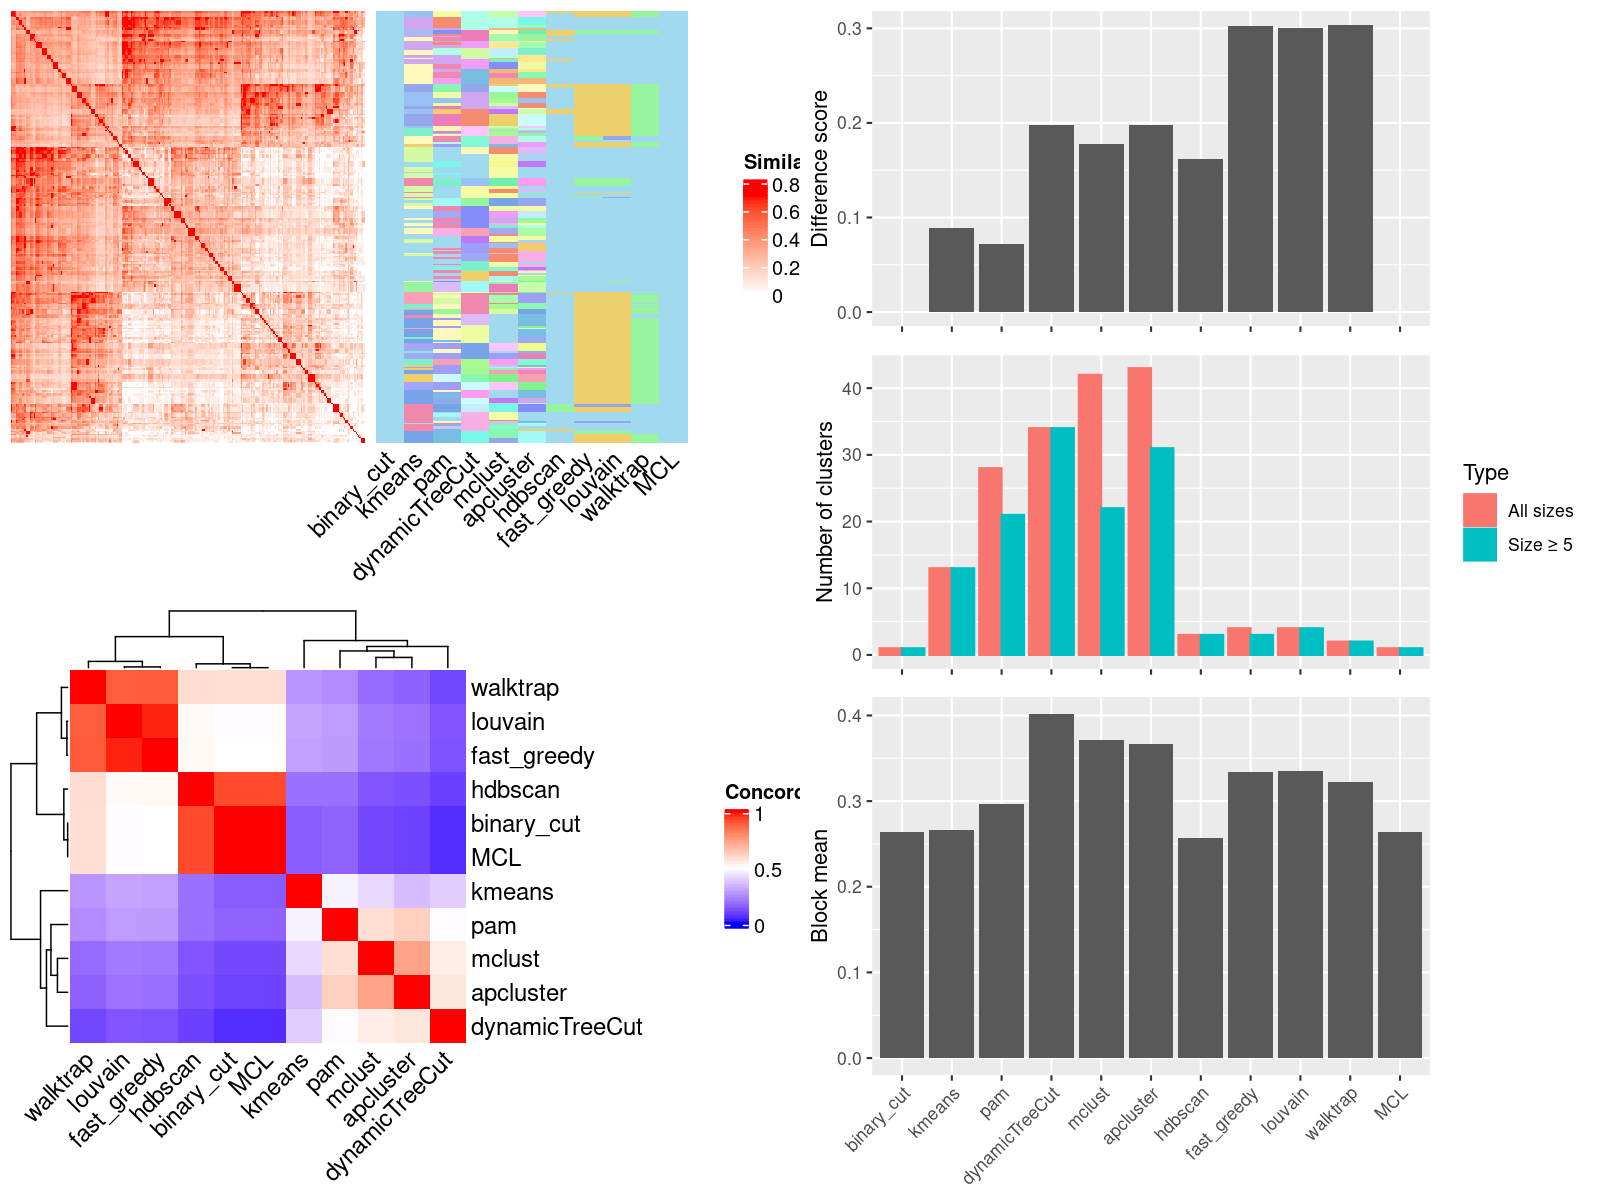 Simila
0.8
0.6
0.4
0.2
0
binary_cut
kmeans
pam
dynamicTreeCut
mclust
apcluster
hdbscan
fast_greedy
louvain
walktrap
MCL
walktrap
louvain
fast_greedy
hdbscan
binary_cut
MCL
kmeans
pam
mclust
apcluster
dynamicTreeCut
walktrap
louvain
fast_greedy
hdbscan
binary_cut
MCL
kmeans
pam
mclust
apcluster
dynamicTreeCut
Concord
1
0.5
0
Difference score
0.3
0.2
0.1
0.0
Number of clusters
40
30
20
10
0
Type
All sizes
Size ≥ 5
Block mean
0.4
0.3
0.2
0.1
0.0
binary_cut
kmeans
pam
dynamicTreeCut
mclust
apcluster
hdbscan
fast_greedy
louvain
walktrap
MCL